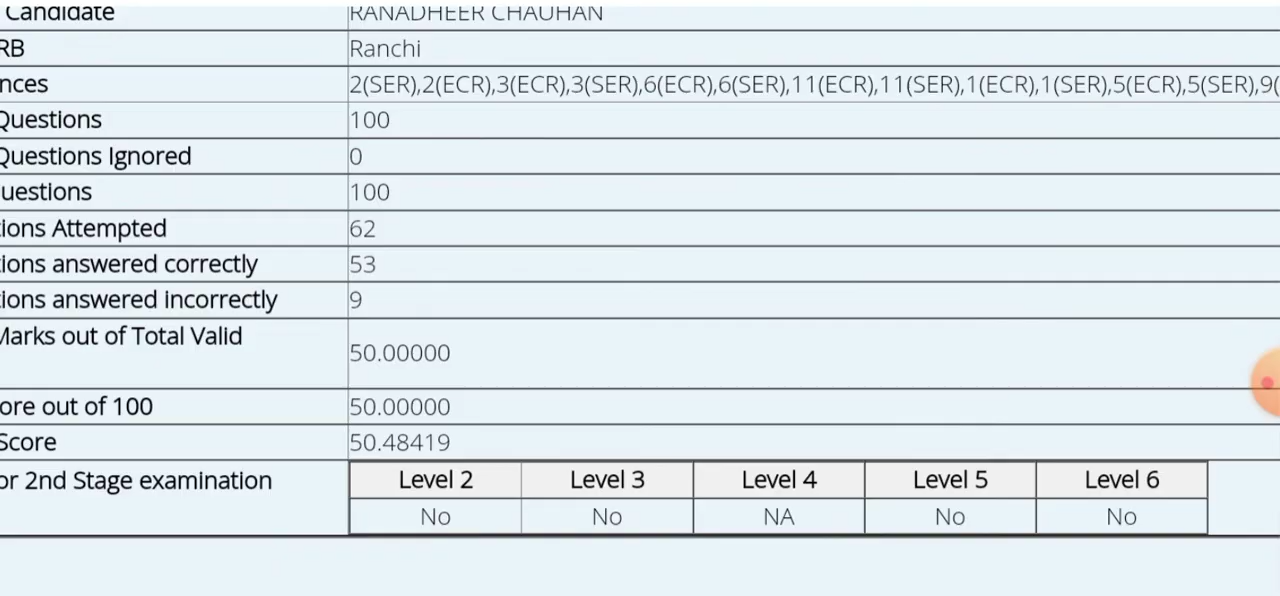 Candidate RANADHEER CHAUHAN
RB Ranchi
nces 2(SER),2(ECR),3(ECR),3(SER),6(ECR),6(SER),11(ECR),11(SER),1(ECR),1(SER),5(ECR),5(SER),9(
Questions 100
Questions Ignored 0
uestions 100
tions Attempted 62
tions answered correctly 53
tions answered incorrectly 9
Marks out of Total Valid 50.00000
ore out of 100 50.00000
Score 50.48419
or 2nd Stage examination Level 2 Level 3 Level 4 Level 5 Level 6
No No NA No No